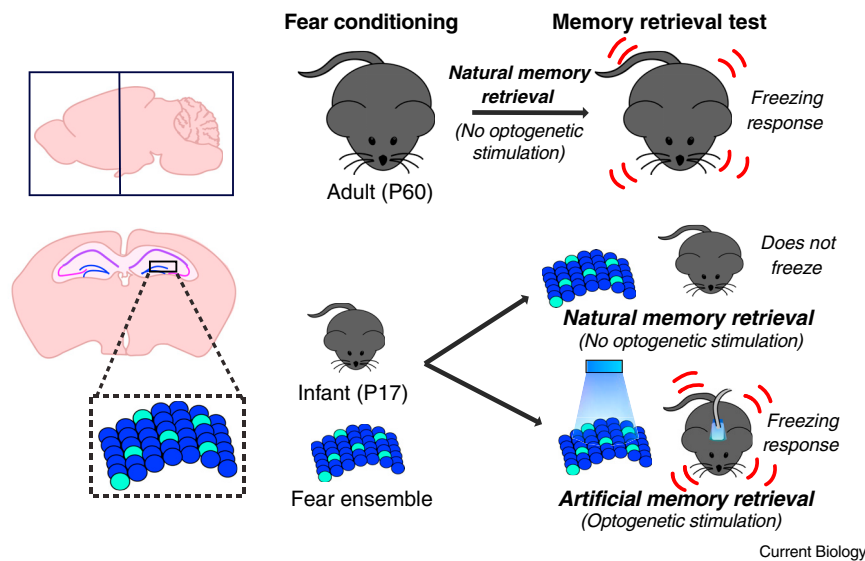 Fear conditioning
Memory retrieval test
Natural memory
retrieval
(No optogenetic
stimulation)
Freezing
response
Adult (P60)
Does not
freeze
Natural memory retrieval
(No optogenetic stimulation)
Infant (P17)
Fear ensemble
Freezing
response
Artificial memory retrieval
(Optogenetic stimulation)
Current Biology